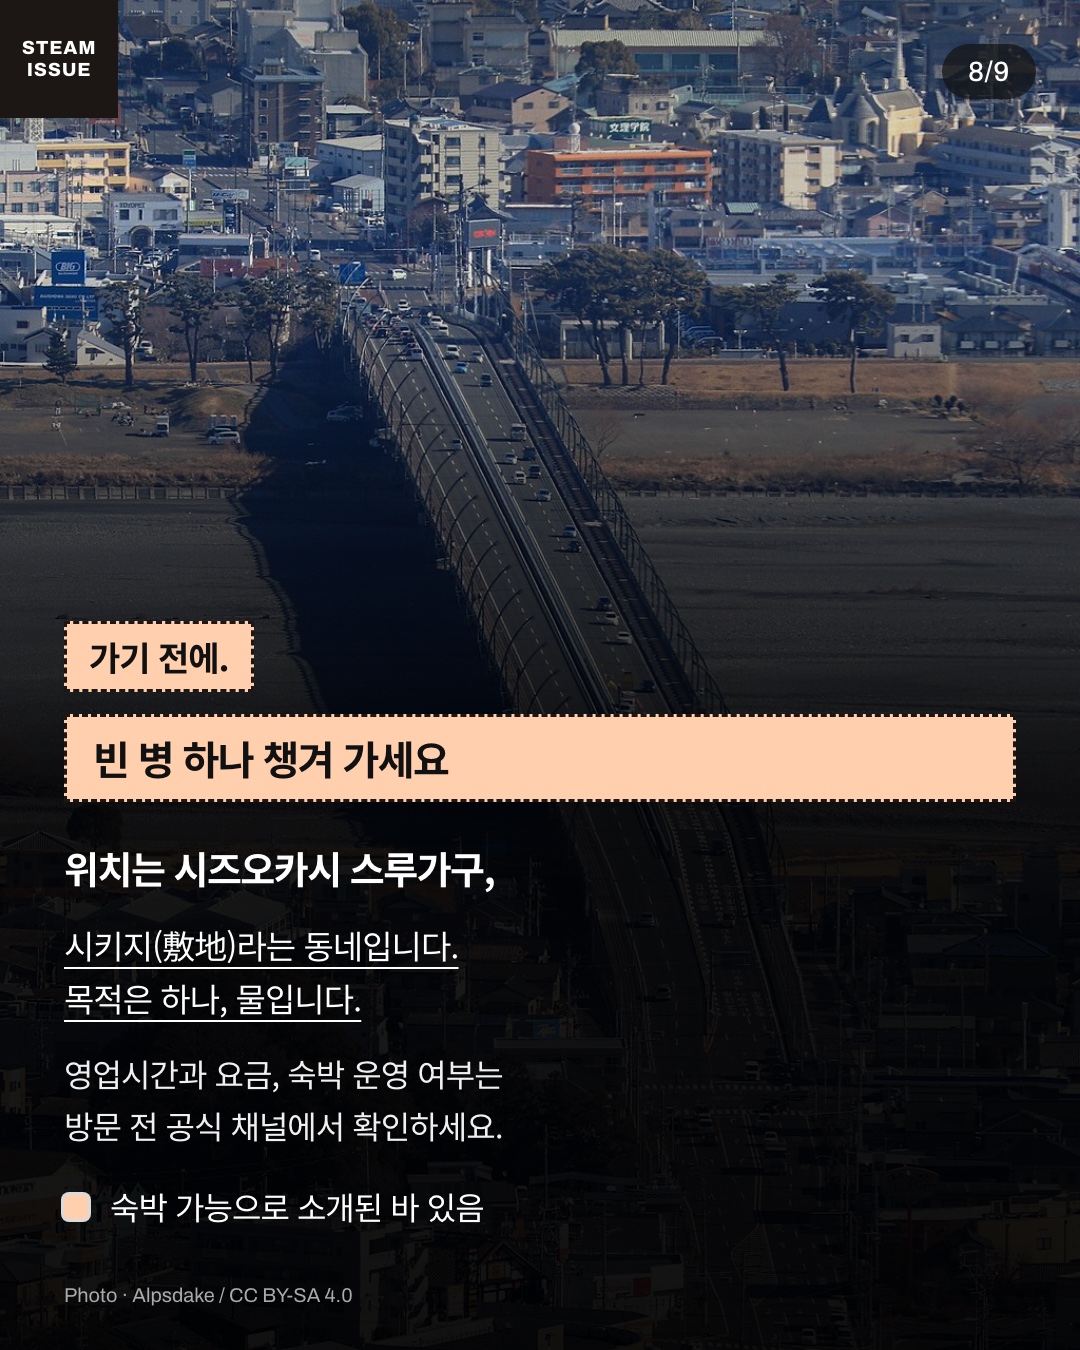 STEAM
ISSUE
8/9
文理学院
BIG
가기 전에.
빈 병 하나 챙겨 가세요
위치는 시즈오카시 스루가구,
시키지(敷地)라는 동네입니다.
목적은 하나, 물입니다.
영업시간과 요금, 숙박 운영 여부는
방문 전 공식 채널에서 확인하세요.
숙박 가능으로 소개된 바 있음
Photo · Alpsdake / CC BY-SA 4.0